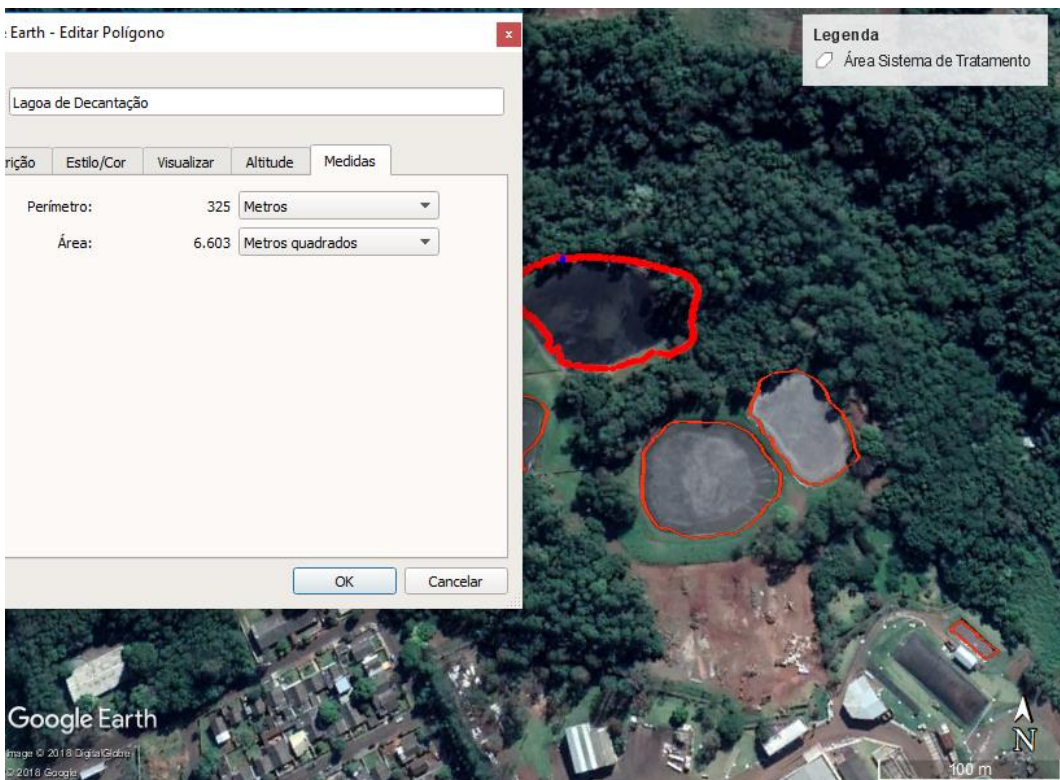 Earth - Editar Polígono
x
Legenda
Área Sistema de Tratamento
Lagoa de Decantação
rição
Estilo/Cor
Visualizar
Altitude
Medidas
Perímetro: 325 Metros
Área: 6.603 Metros quadrados
OK
Cancelar
Google Earth
Image © 2018 DigitalGlobe
© 2018 Google
N
100 m